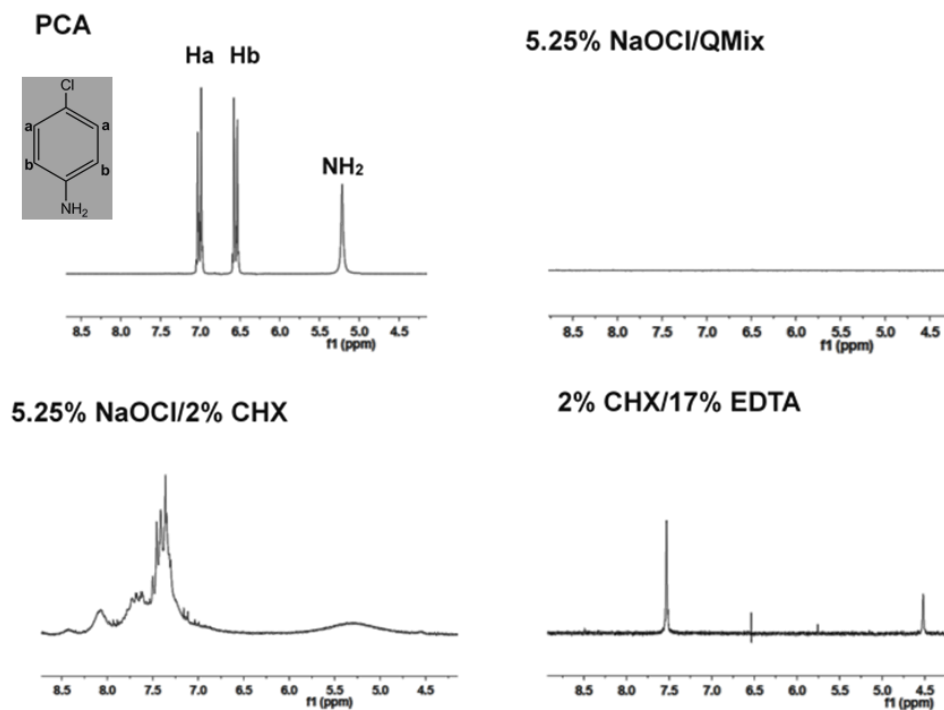 PCA
Ha Hb
Cl
a a
b b
NH₂
NH₂
8.5 8.0 7.5 7.0 6.5 6.0 5.5 5.0 4.5
f1 (ppm)
5.25% NaOCl/QMix
8.5 8.0 7.5 7.0 6.5 6.0 5.5 5.0 4.5
f1 (ppm)
5.25% NaOCl/2% CHX
8.5 8.0 7.5 7.0 6.5 6.0 5.5 5.0 4.5
f1 (ppm)
2% CHX/17% EDTA
8.5 8.0 7.5 7.0 6.5 6.0 5.5 5.0 4.5
f1 (ppm)